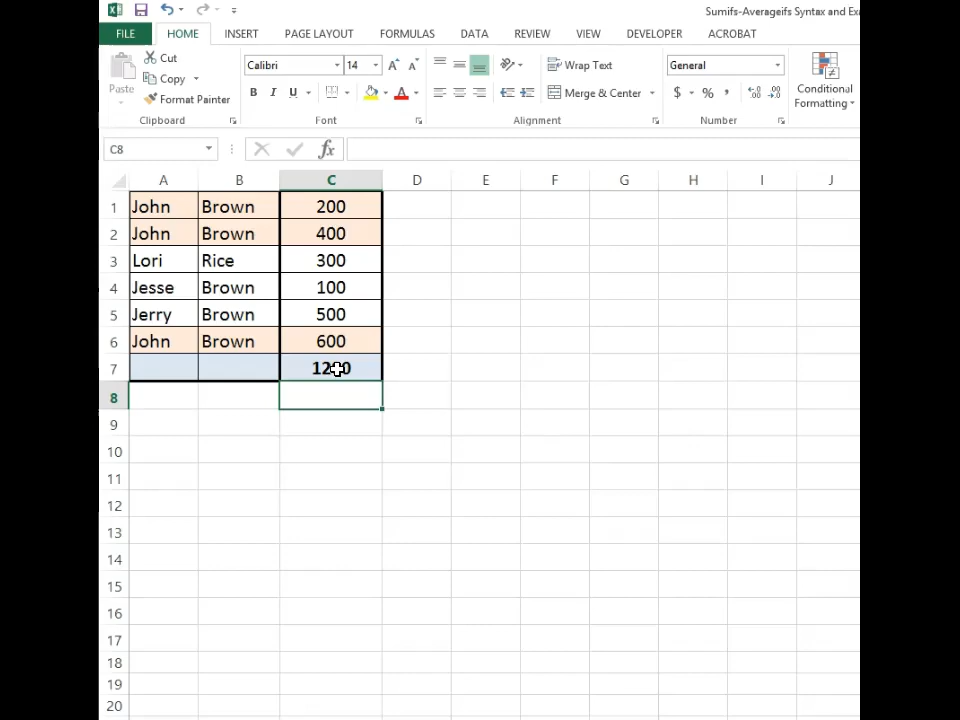 Sumifs-Averageifs Syntax and Exa
FILE HOME INSERT PAGE LAYOUT FORMULAS DATA REVIEW VIEW DEVELOPER ACROBAT
Paste
Cut
Copy
Format Painter
Calibri 14
B I U
Wrap Text
Merge & Center
General
$ % ,
Conditional
Formatting
Clipboard Font Alignment Number
C8 fx
A B C D E F G H I J
1 John Brown 200
2 John Brown 400
3 Lori Rice 300
4 Jesse Brown 100
5 Jerry Brown 500
6 John Brown 600
7
8
9
10
11
12
13
14
15
16
17
18
19
20